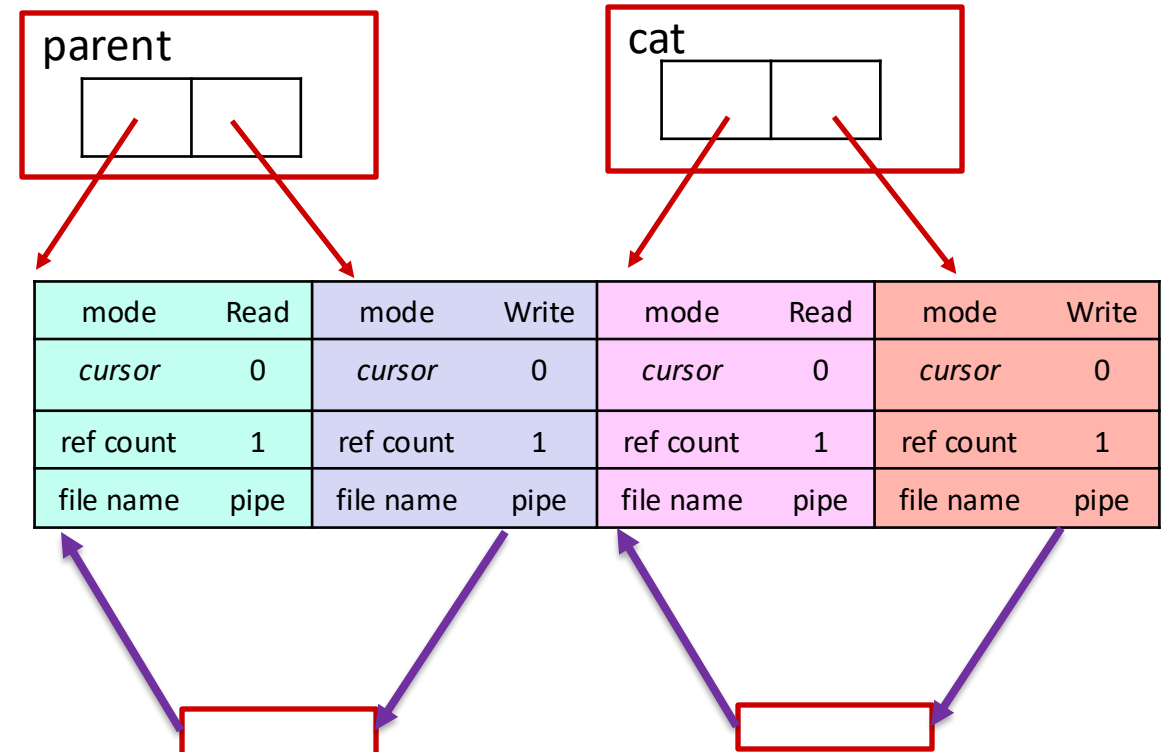 parent
cat
mode Read mode Write mode Read mode Write
cursor 0 cursor 0 cursor 0 cursor 0
ref count 1 ref count 1 ref count 1 ref count 1
file name pipe file name pipe file name pipe file name pipe